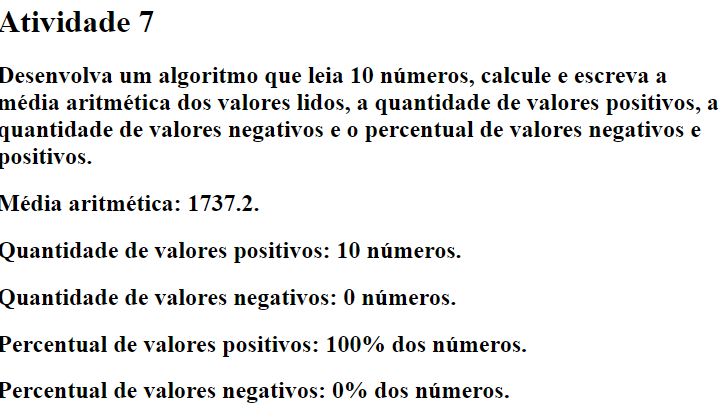 Atividade 7
Desenvolva um algoritmo que leia 10 números, calcule e escreva a
média aritmética dos valores lidos, a quantidade de valores positivos, a
quantidade de valores negativos e o percentual de valores negativos e
positivos.
Média aritmética: 1737.2.
Quantidade de valores positivos: 10 números.
Quantidade de valores negativos: 0 números.
Percentual de valores positivos: 100% dos números.
Percentual de valores negativos: 0% dos números.